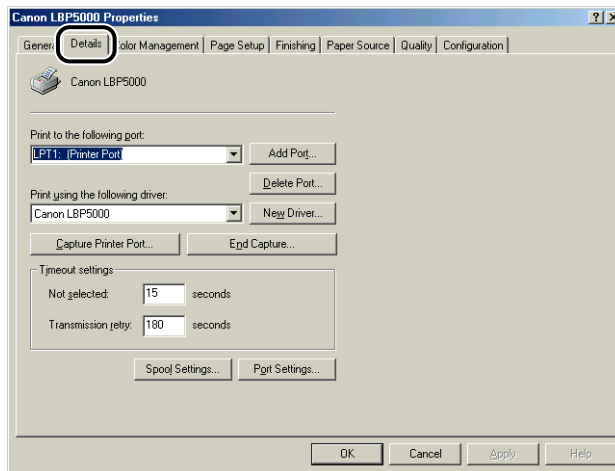 Canon LBP5000 Properties
General Details Color Management Page Setup Finishing Paper Source Quality Configuration
Canon LBP5000
Print to the following port:
LPT1: (Printer Port) Add Port...
Delete Port...
Print using the following driver:
Canon LBP5000 New Driver...
Capture Printer Port... End Capture...
Timeout settings
Not selected: 15 seconds
Transmission retry: 180 seconds
Spool Settings... Port Settings...
OK Cancel Apply Help